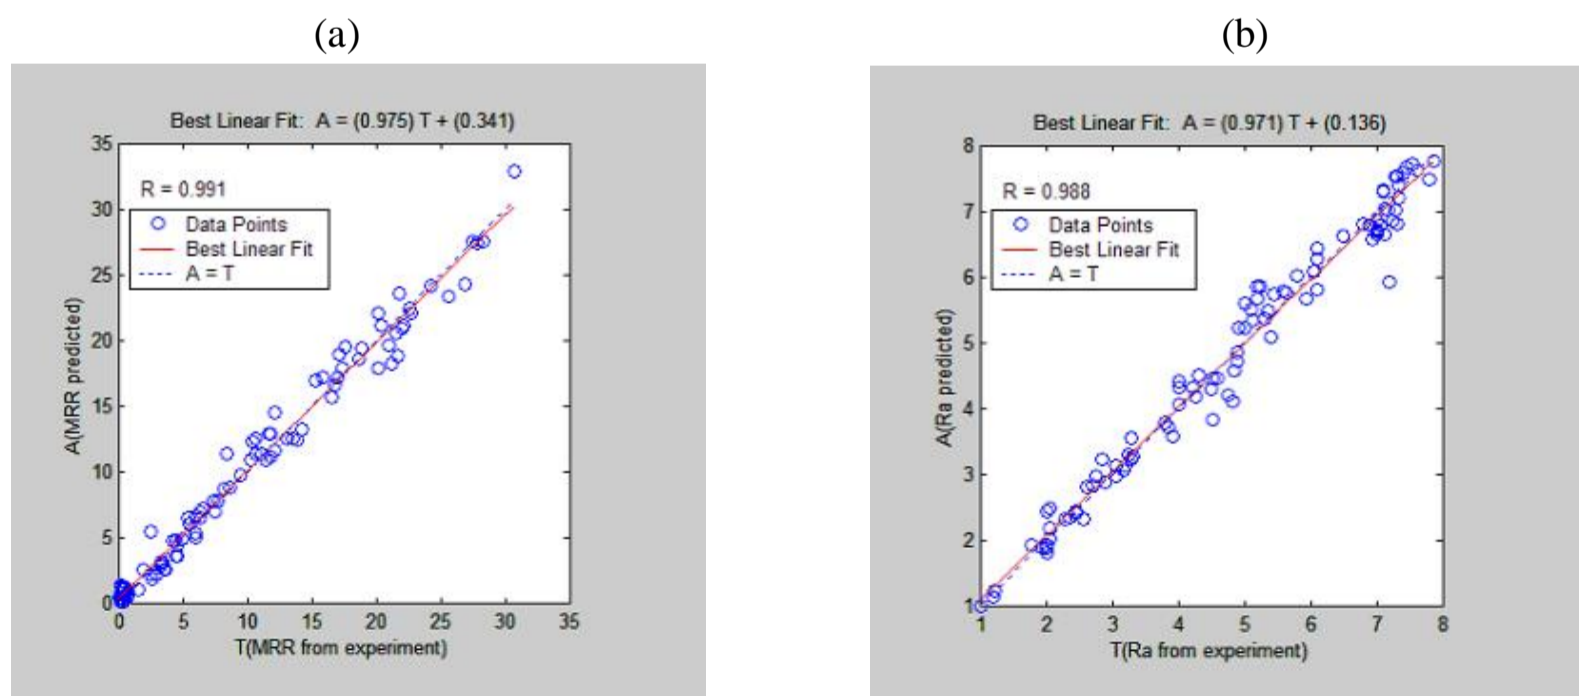 (a)
(b)
Best Linear Fit: A = (0.975) T + (0.341)
35
30
25
20
15
10
5
0
R = 0.991
Data Points
Best Linear Fit
A = T
A(MRR predicted)
0 5 10 15 20 25 30 35
T(MRR from experiment)
Best Linear Fit: A = (0.971) T + (0.136)
8
7
6
5
4
3
2
1
R = 0.988
Data Points
Best Linear Fit
A = T
A(Ra predicted)
1 2 3 4 5 6 7 8
T(Ra from experiment)